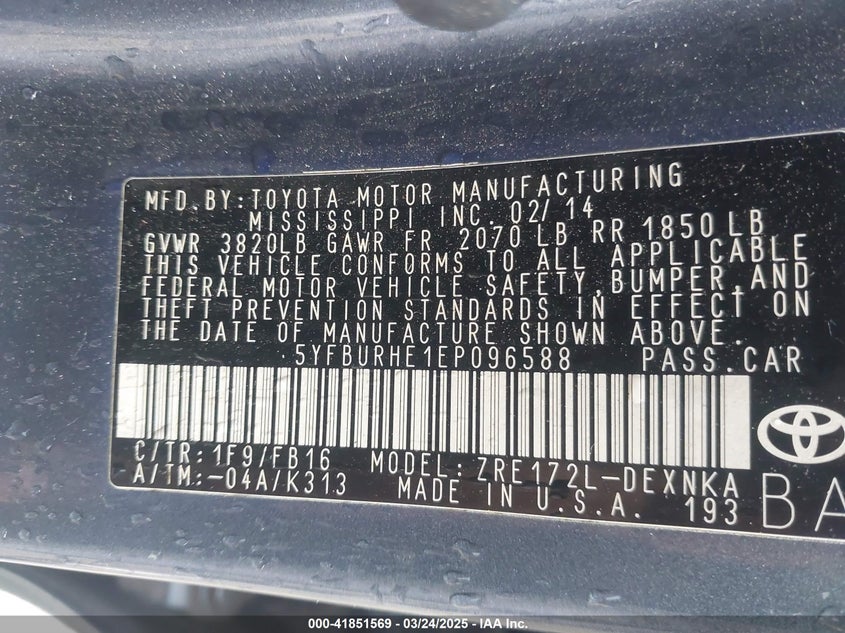 MFD.BY:TOYOTA MOTOR MANUFACTURING
MISSISSIPPI INC. 02/14
GVWR 3820LB GAWR FR 2070 LB RR 1850 LB
THIS VEHICLE CONFORMS TO ALL APPLICABLE
FEDERAL MOTOR VEHICLE SAFETY,BUMPER,AND
THEFT PREVENTION STANDARDS IN EFFECT ON
THE DATE OF MANUFACTURE SHOWN ABOVE.
5YFBURHE1EP096588 PASS.CAR
C/TR:1F9/FB16 MODEL:ZRE172L-DEXNKA
A/TM:-04A/K313 MADE IN U.S.A. 193
BA
000-41851569 - 03/24/2025 - IAA Inc.